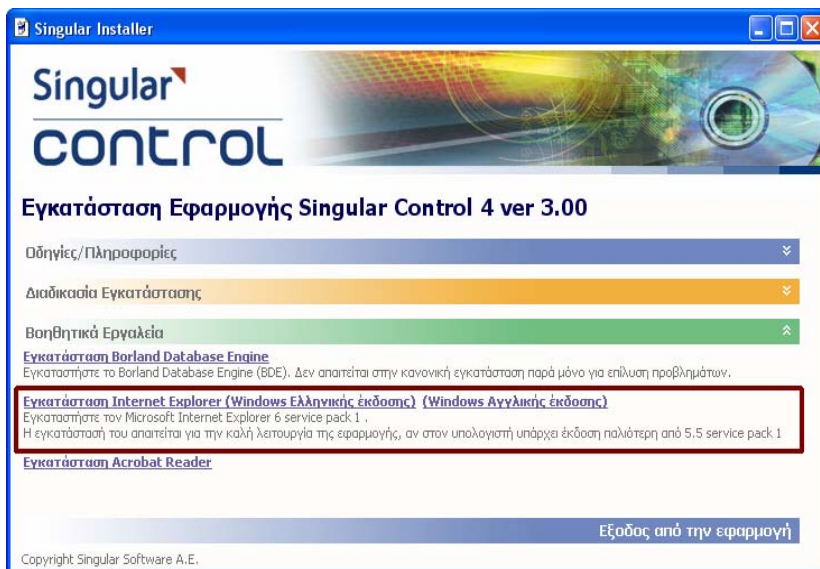 Singular Installer
Singular
control
Εγκατάσταση Εφαρμογής Singular Control 4 ver 3.00
Οδηγίες/Πληροφορίες
Διαδικασία Εγκατάστασης
Βοηθητικά Εργαλεία
Εγκατάσταση Borland Database Engine
Εγκαταστήστε το Borland Database Engine (BDE). Δεν απαιτείται στην κανονική εγκατάσταση παρά μόνο για επίλυση προβλημάτων.
Εγκατάσταση Internet Explorer (Windows Ελληνικής έκδοσης) (Windows Αγγλικής έκδοσης)
Εγκαταστήστε τον Microsoft Internet Explorer 6 service pack 1 .
Η εγκατάστασή του απαιτείται για την καλή λειτουργία της εφαρμογής, αν στον υπολογιστή υπάρχει έκδοση παλιότερη από 5.5 service pack 1
Εγκατάσταση Acrobat Reader
Εξοδος από την εφαρμογή
Copyright Singular Software A.E.